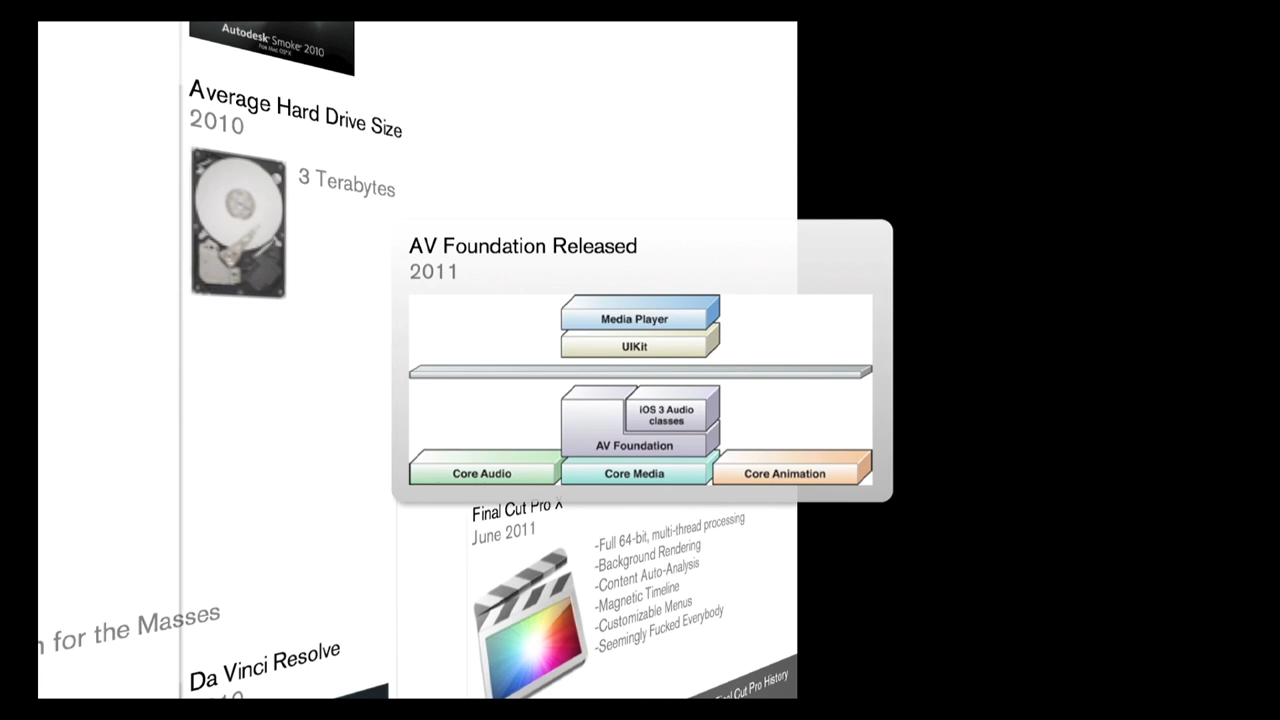 Autodesk Smoke 2010
For Mac OS X
Average Hard Drive Size
2010
3 Terabytes
AV Foundation Released
2011
Media Player
UIKit
iOS 3 Audio
classes
AV Foundation
Core Audio
Core Media
Core Animation
Final Cut Pro X
June 2011
-Full 64-bit, multi-thread processing
-Background Rendering
-Content Auto-Analysis
-Magnetic Timeline
-Customizable Menus
-Seemingly Fucked Everybody
for the Masses
Da Vinci Resolve
Final Cut Pro History